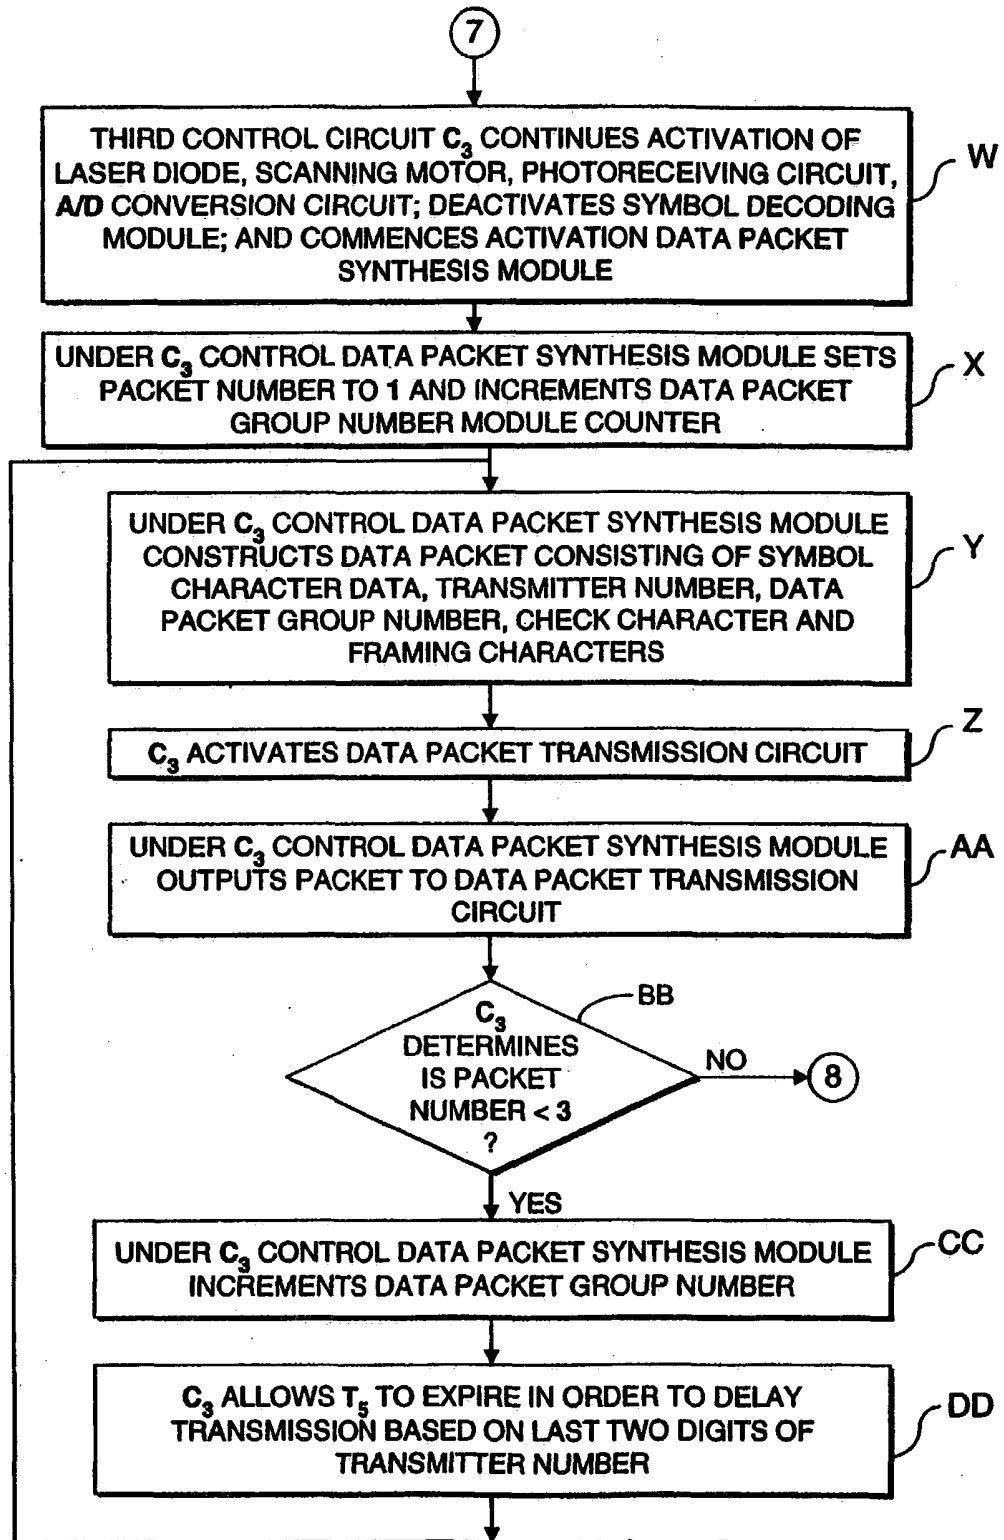 7
THIRD CONTROL CIRCUIT C3 CONTINUES ACTIVATION OF
LASER DIODE, SCANNING MOTOR, PHOTORECEIVING CIRCUIT,
A/D CONVERSION CIRCUIT; DEACTIVATES SYMBOL DECODING
MODULE; AND COMMENCES ACTIVATION DATA PACKET
SYNTHESIS MODULE
W
UNDER C3 CONTROL DATA PACKET SYNTHESIS MODULE SETS
PACKET NUMBER TO 1 AND INCREMENTS DATA PACKET
GROUP NUMBER MODULE COUNTER
X
UNDER C3 CONTROL DATA PACKET SYNTHESIS MODULE
CONSTRUCTS DATA PACKET CONSISTING OF SYMBOL
CHARACTER DATA, TRANSMITTER NUMBER, DATA
PACKET GROUP NUMBER, CHECK CHARACTER AND
FRAMING CHARACTERS
Y
C3 ACTIVATES DATA PACKET TRANSMISSION CIRCUIT
Z
UNDER C3 CONTROL DATA PACKET SYNTHESIS MODULE
OUTPUTS PACKET TO DATA PACKET TRANSMISSION
CIRCUIT
AA
C3
DETERMINES
IS PACKET
NUMBER < 3
?
BB
NO
8
YES
UNDER C3 CONTROL DATA PACKET SYNTHESIS MODULE
INCREMENTS DATA PACKET GROUP NUMBER
CC
C3 ALLOWS T5 TO EXPIRE IN ORDER TO DELAY
TRANSMISSION BASED ON LAST TWO DIGITS OF
TRANSMITTER NUMBER
DD